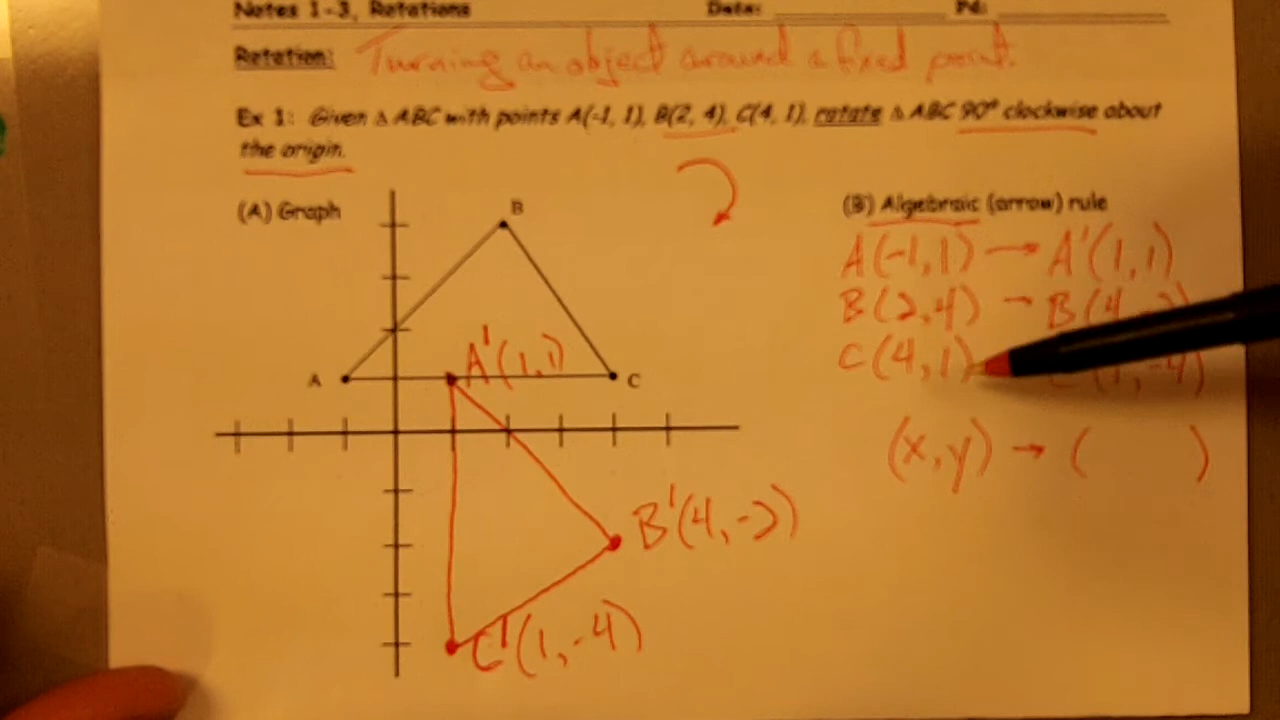 Notes 1-3, Rotations Date: Pd:
Rotation: Turning an object around a fixed point.
Ex 1: Given △ ABC with points A(-1, 1), B(2, 4), C(4, 1), rotate △ ABC 90° clockwise about
the origin.
(A) Graph
B
A
C
A'(1,1)
B'(4,-2)
C'(1,-4)
(B) Algebraic (arrow) rule
A(-1,1) → A'(1,1)
B(2,4) → B(4,
C(4,1) (1,-4)
(x,y) → ( )